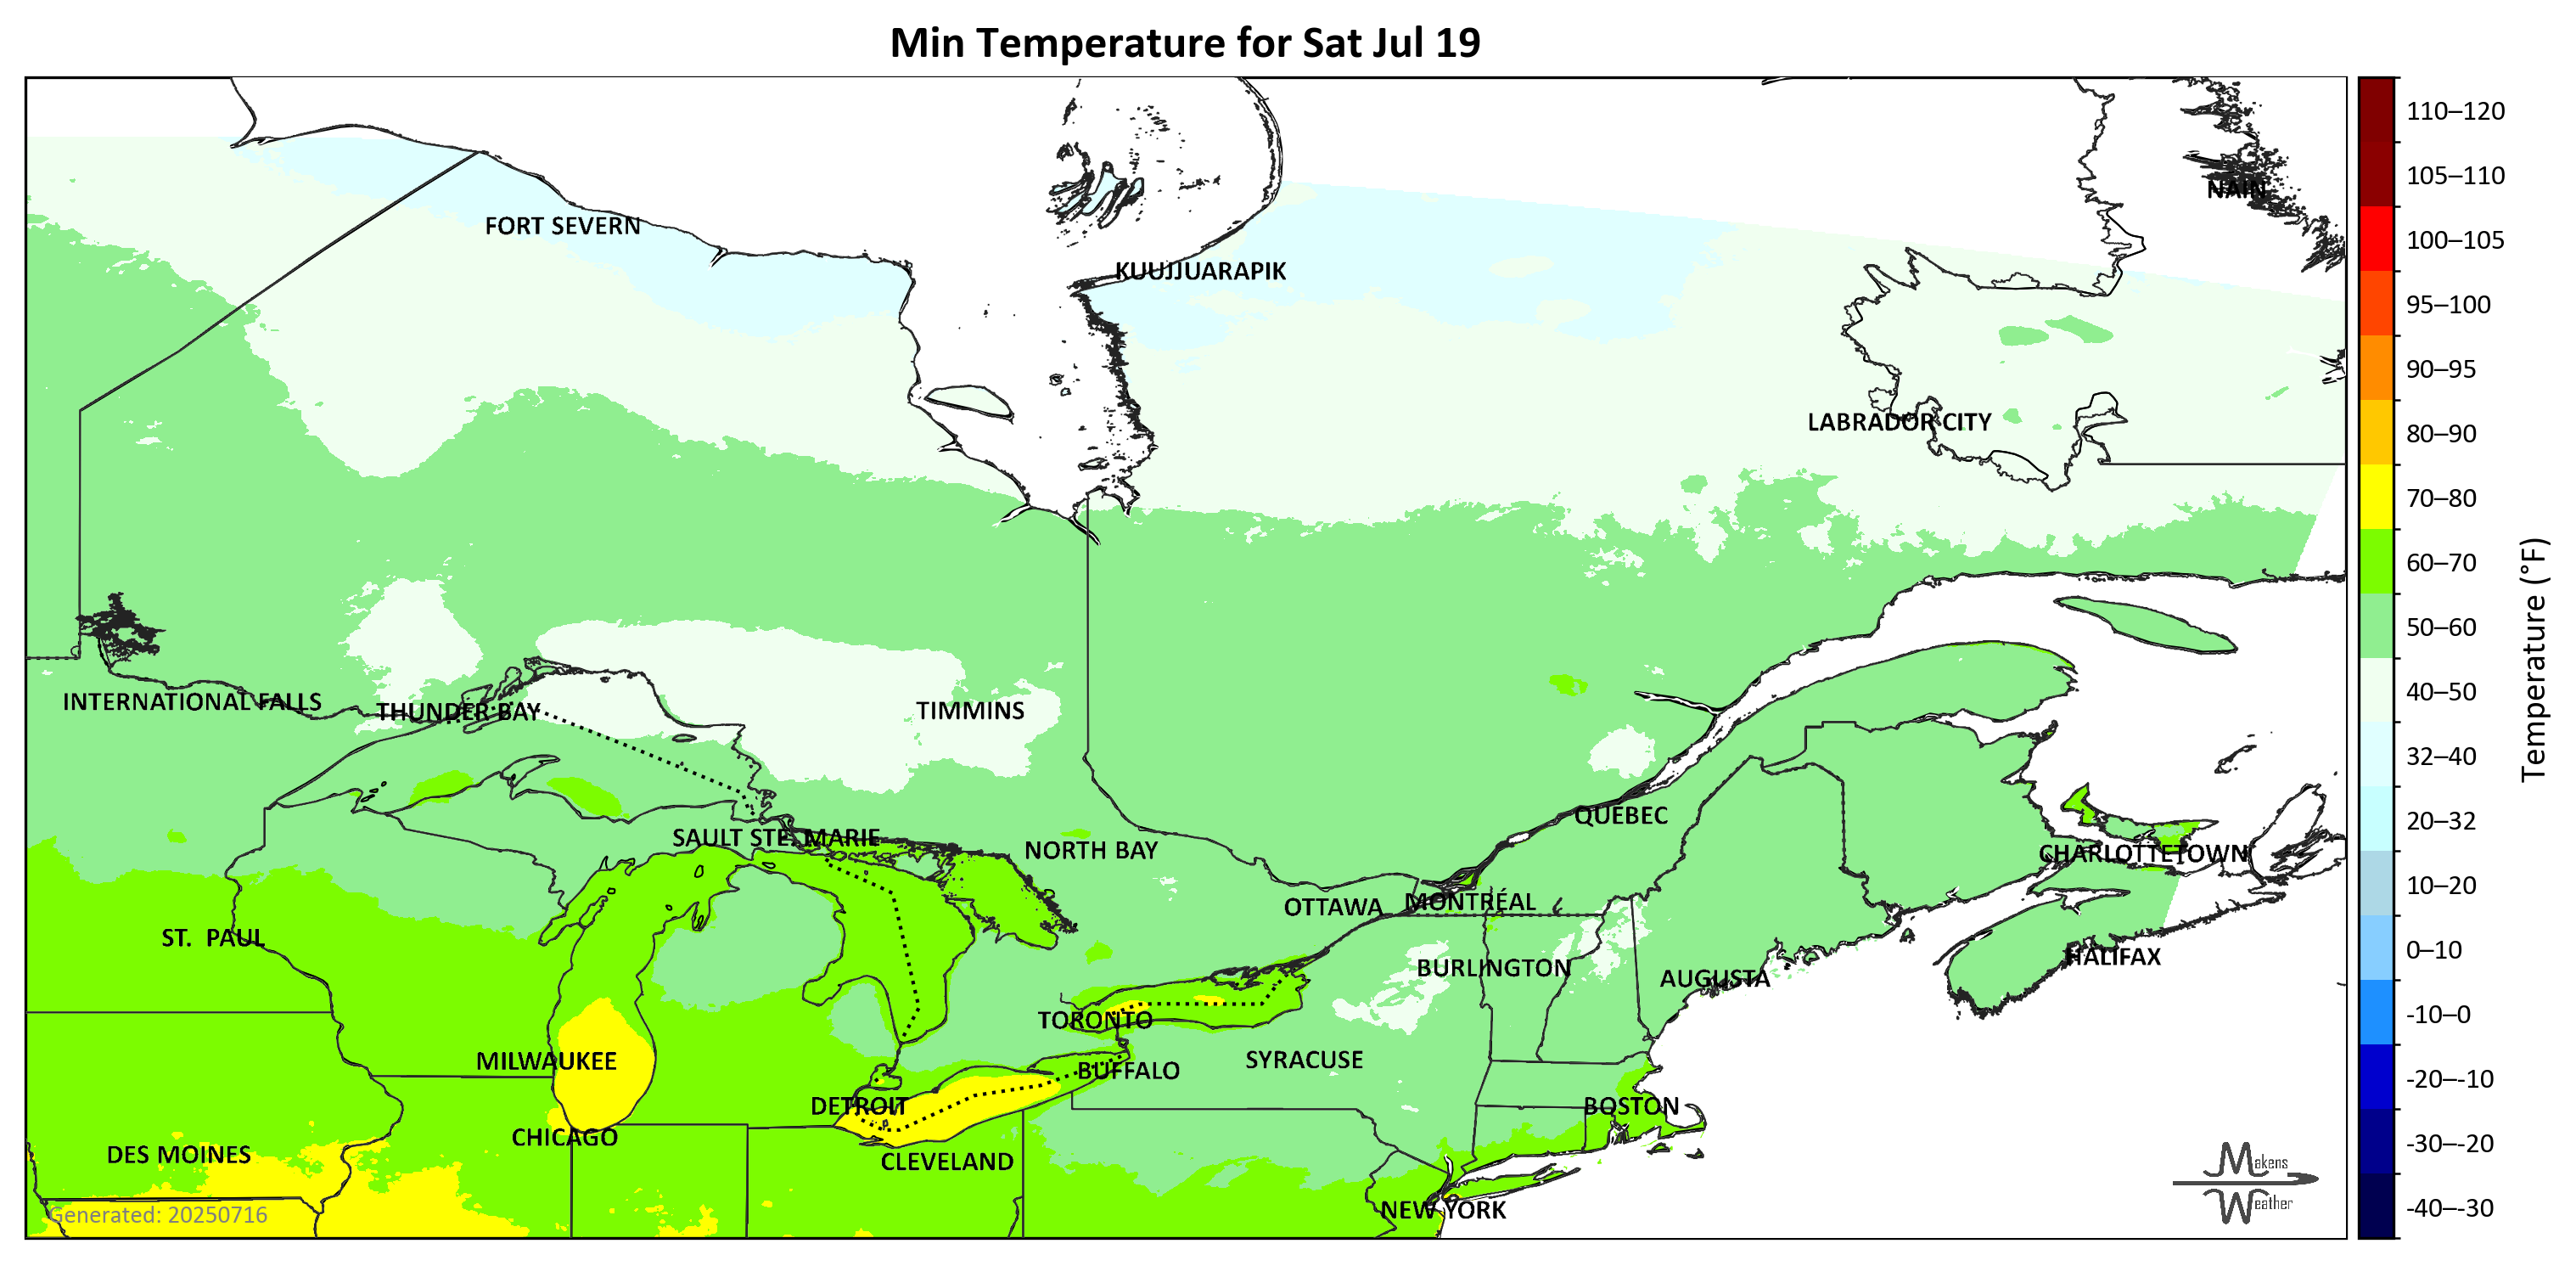 Min Temperature for Sat Jul 19
110–120
105–110
100–105
95–100
90–95
80–90
70–80
60–70
50–60
40–50
32–40
20–32
10–20
0–10
-10–0
-20–-10
-30–-20
-40–-30
Temperature (°F)
NAIN
FORT SEVERN
KUUJJUARAPIK
LABRADOR CITY
INTERNATIONAL FALLS
THUNDER BAY
TIMMINS
QUÉBEC
SAULT STE. MARIE
NORTH BAY
CHARLOTTETOWN
OTTAWA
MONTRÉAL
ST. PAUL
HALIFAX
BURLINGTON
AUGUSTA
TORONTO
MILWAUKEE
SYRACUSE
BUFFALO
DETROIT
BOSTON
CHICAGO
DES MOINES
CLEVELAND
NEW YORK
Generated: 20250716
Makens
Weather